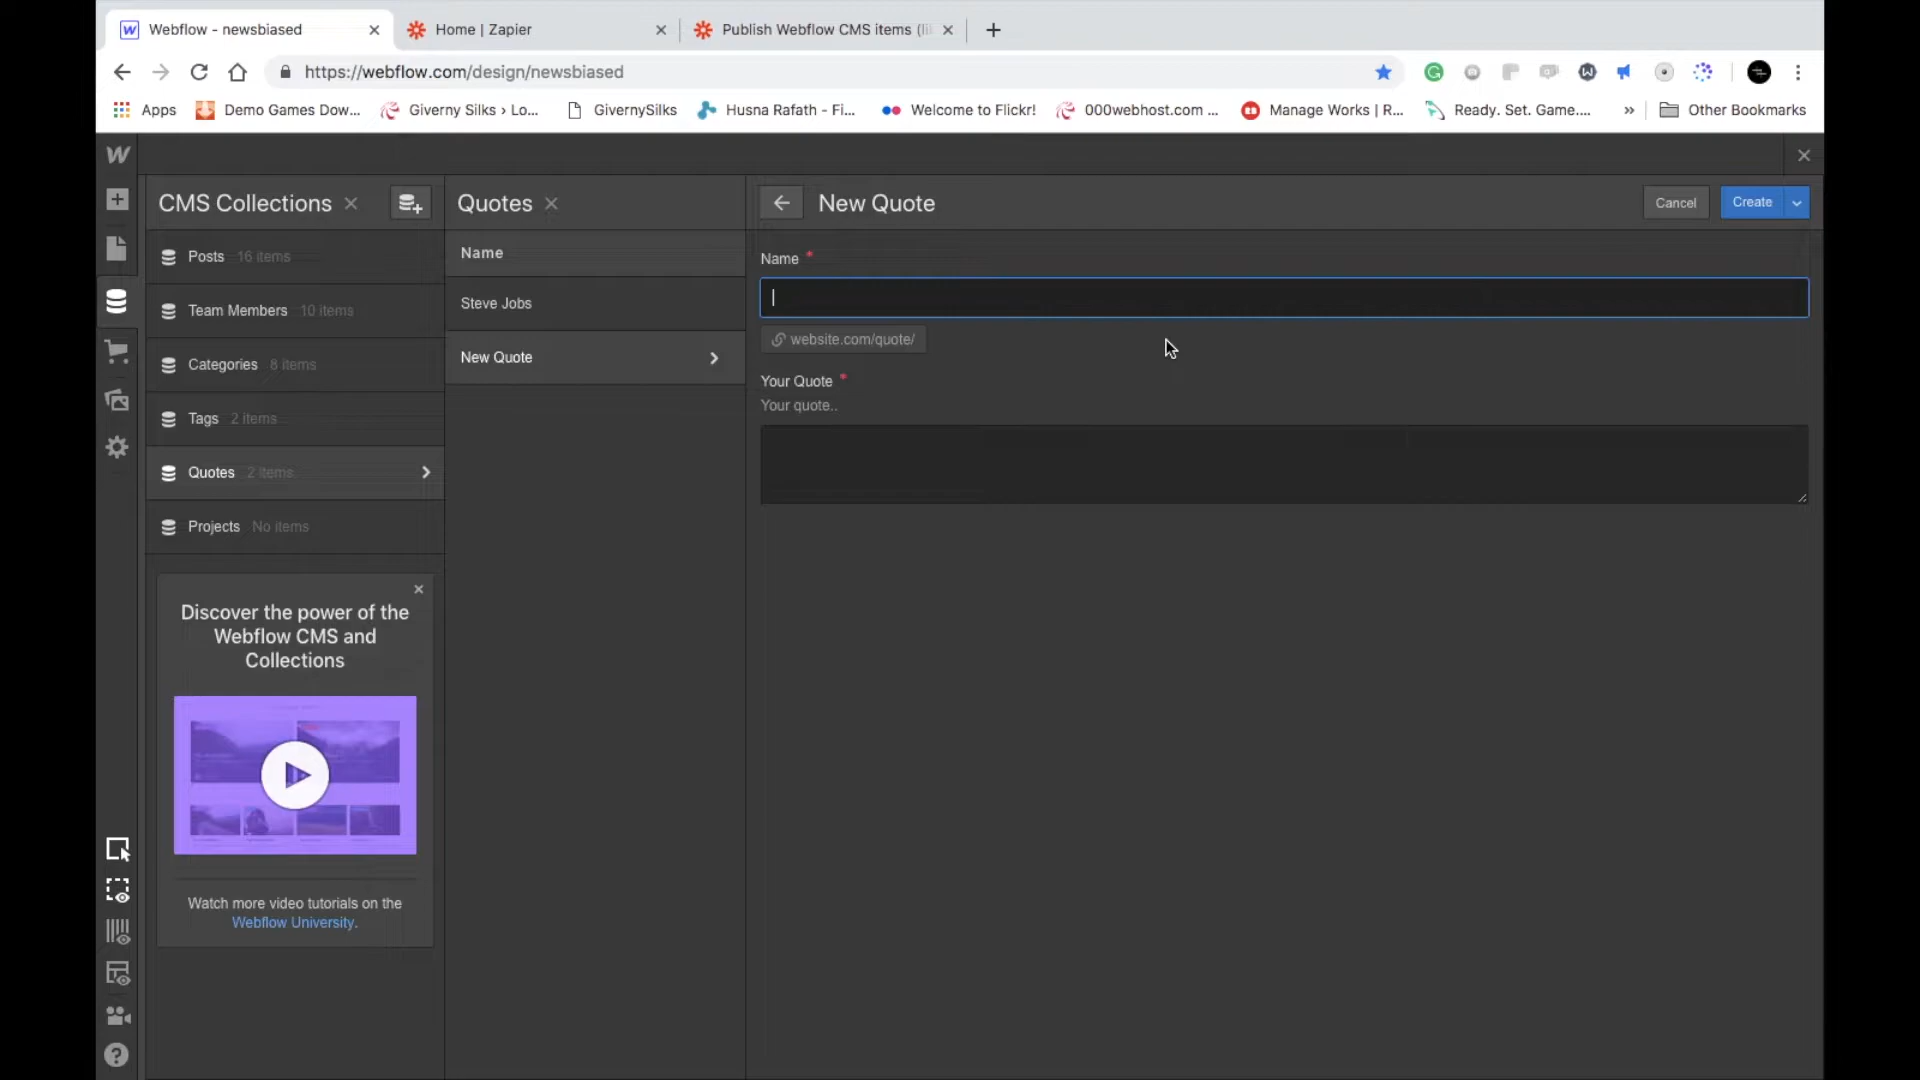 Webflow - newsbiased
Home | Zapier
Publish Webflow CMS items (li
https://webflow.com/design/newsbiased
Apps
Demo Games Dow...
Giverny Silks › Lo...
GivernySilks
Husna Rafath - Fi...
Welcome to Flickr!
000webhost.com ...
Manage Works | R...
Ready. Set. Game....
Other Bookmarks
CMS Collections
Quotes
New Quote
Cancel
Create
Posts 16 items
Team Members 10 items
Categories 8 items
Tags 2 items
Quotes 2 items
Projects No items
Name
Steve Jobs
New Quote
Name *
website.com/quote/
Your Quote *
Your quote..
Discover the power of the
Webflow CMS and
Collections
Watch more video tutorials on the
Webflow University.